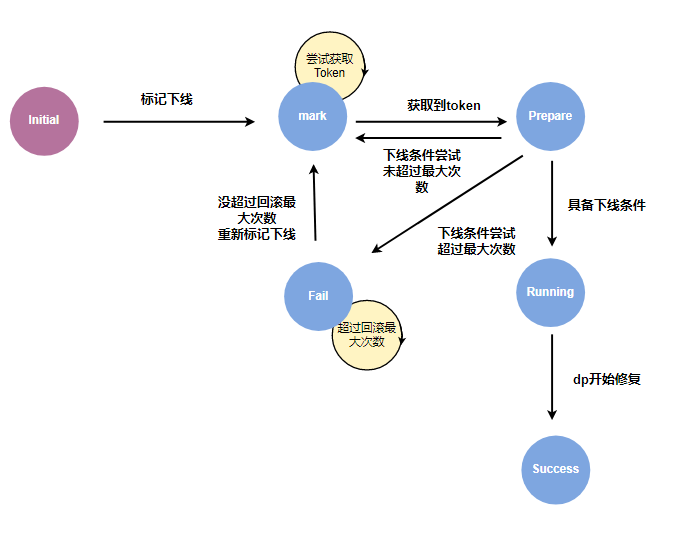 尝试获取
Token
标记下线
Initial
mark
获取到token
Prepare
下线条件尝试
未超过最大次
数
没超过回滚最
大次数
重新标记下线
具备下线条件
下线条件尝试
超过最大次数
Fail
Running
超过回滚最
大次数
dp开始修复
Success